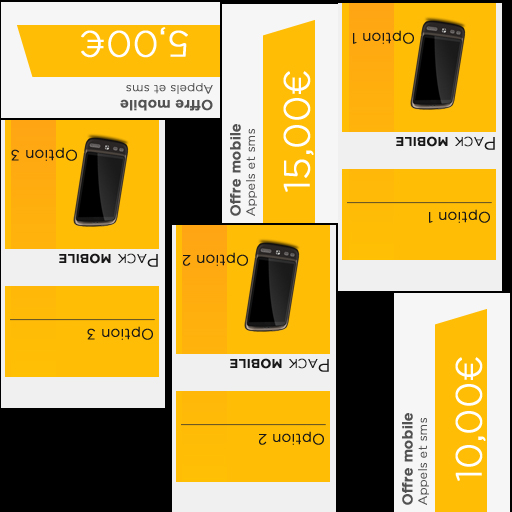 Offre mobile
Appels et sms
5,00€
Offre mobile
Appels et sms
15,00€
Option 1
PACK MOBILE
Option 1
Option 3
PACK MOBILE
Option 3
Option 2
PACK MOBILE
Option 2
Offre mobile
Appels et sms
10,00€